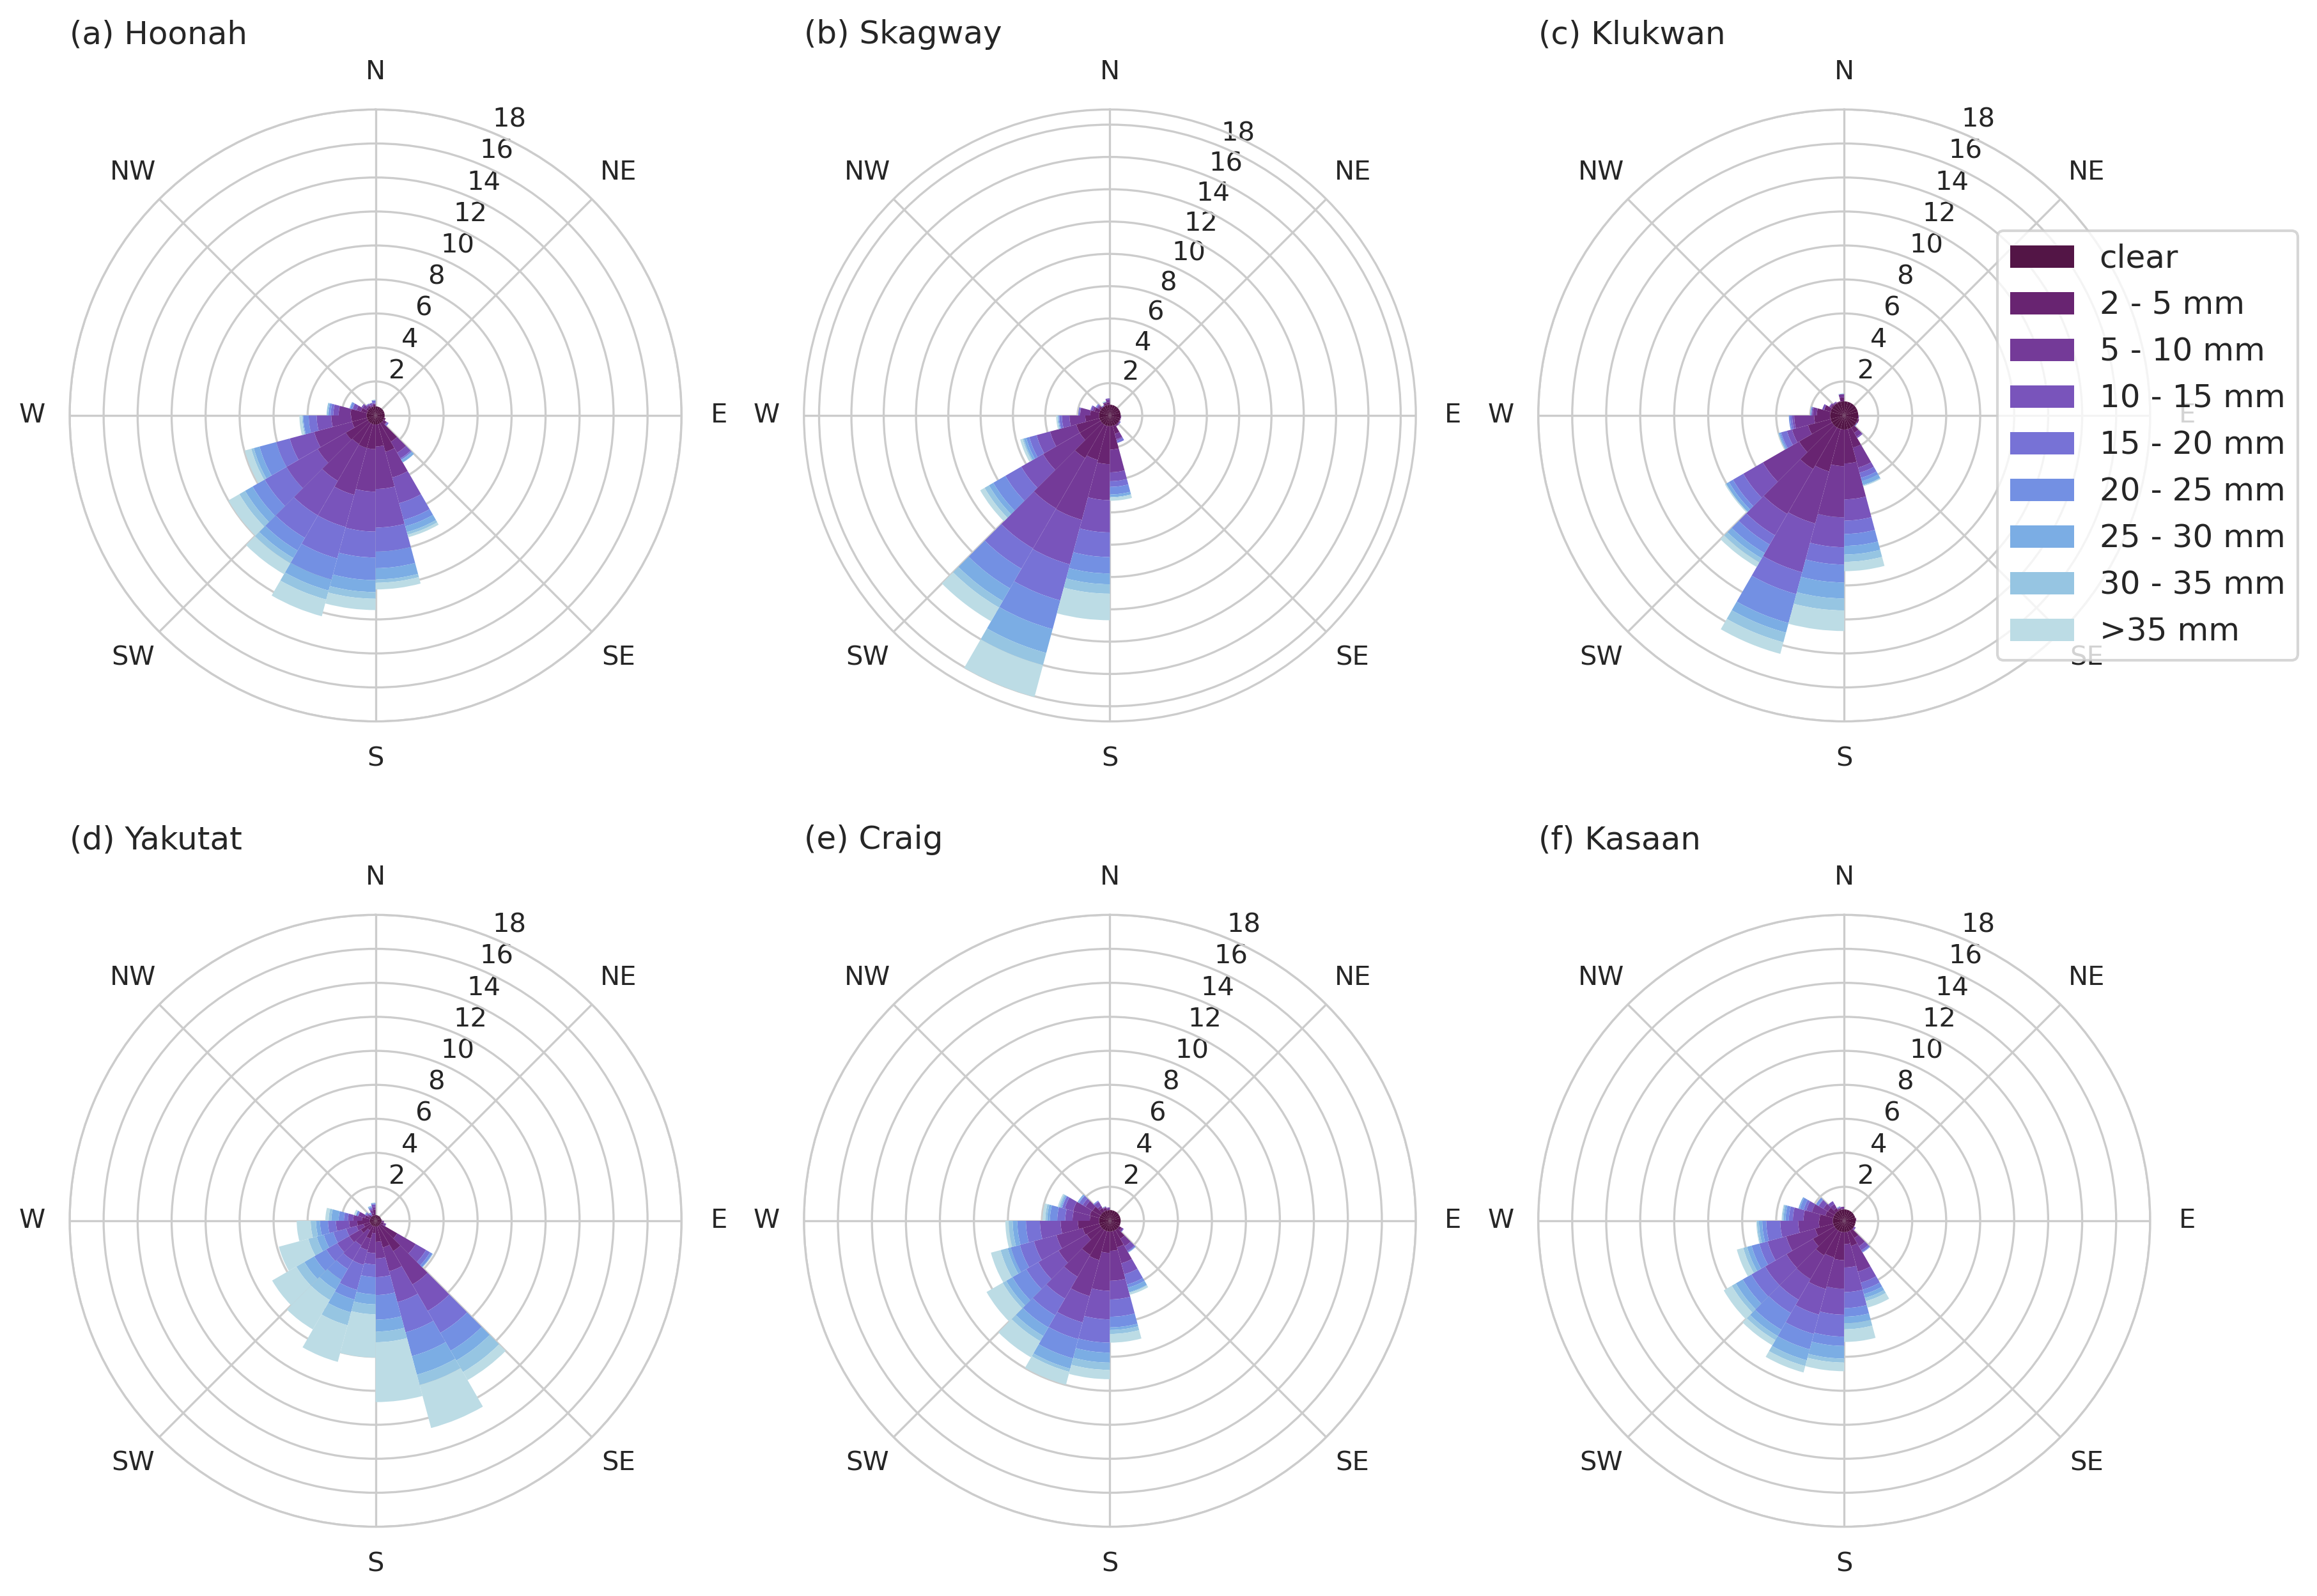 (a) Hoonah
N
NE
E
SE
S
SW
W
NW
2
4
6
8
10
12
14
16
18
(b) Skagway
N
NE
E
SE
S
SW
W
NW
2
4
6
8
10
12
14
16
18
(c) Klukwan
N
NE
E
SE
S
SW
W
NW
2
4
6
8
10
12
14
16
18
clear
2 - 5 mm
5 - 10 mm
10 - 15 mm
15 - 20 mm
20 - 25 mm
25 - 30 mm
30 - 35 mm
>35 mm
(d) Yakutat
N
NE
E
SE
S
SW
W
NW
2
4
6
8
10
12
14
16
18
(e) Craig
N
NE
E
SE
S
SW
W
NW
2
4
6
8
10
12
14
16
18
(f) Kasaan
N
NE
E
SE
S
SW
W
NW
2
4
6
8
10
12
14
16
18